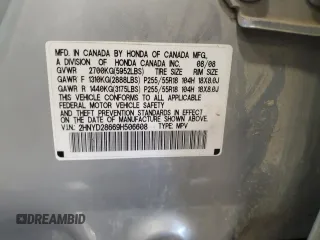 MFD. IN CANADA BY HONDA OF CANADA MFG.
A DIVISION OF HONDA CANADA INC. 08/08
GVWR 2700KG(5952LBS) TIRE SIZE RIM SIZE
GAWR F 1310KG(2888LBS) P255/55R18 104H 18X8.0J
GAWR R 1440KG(3175LBS) P255/55R18 104H 18X8.0J
THIS VEHICLE CONFORMS TO ALL APPLICABLE
FEDERAL MOTOR VEHICLE SAFETY AND
THEFT PREVENTION STANDARDS IN EFFECT ON
THE DATE OF MANUFACTURE SHOWN ABOVE.
VIN: 2HNYD28669H506608 TYPE: MPV
DREAMBID